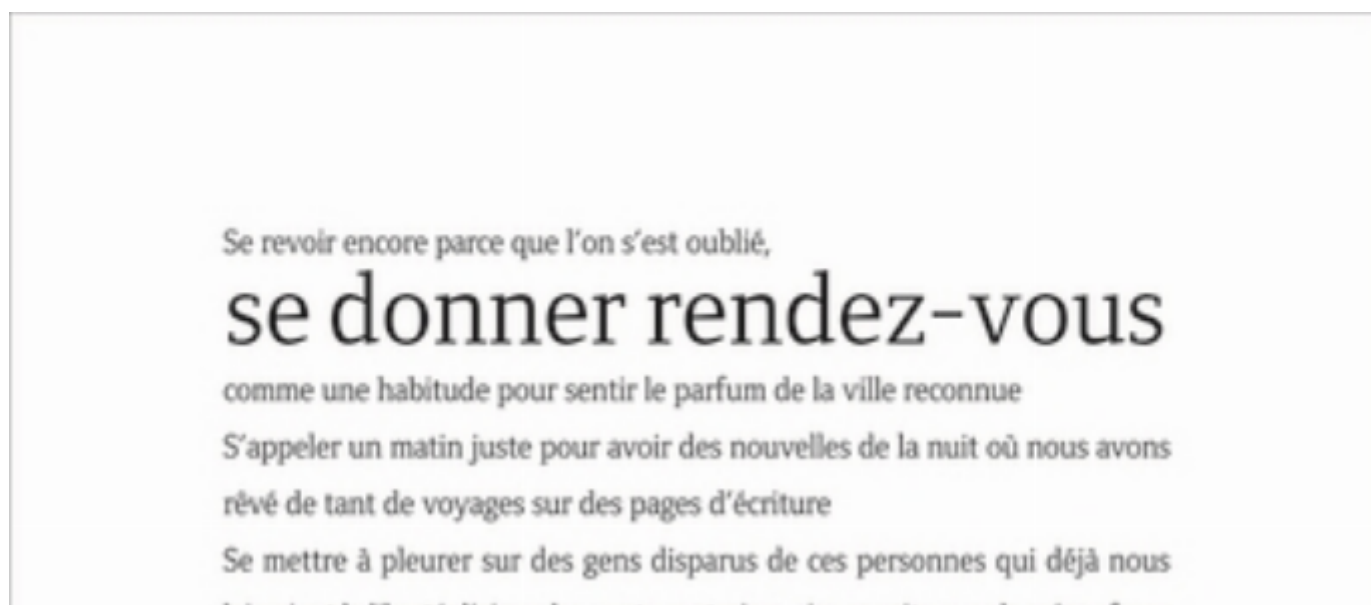 Se revoir encore parce que l'on s'est oublié,
se donner rendez-vous
comme une habitude pour sentir le parfum de la ville reconnue
S'appeler un matin juste pour avoir des nouvelles de la nuit où nous avons
rêvé de tant de voyages sur des pages d'écriture
Se mettre à pleurer sur des gens disparus de ces personnes qui déjà nous